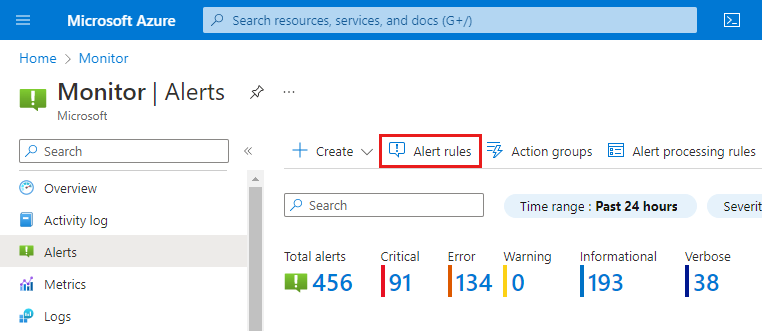 Microsoft Azure
Search resources, services, and docs (G+/)
Home > Monitor
Monitor | Alerts
...
Microsoft
Search
«
Overview
Activity log
Alerts
Metrics
Logs
+ Create
Alert rules
Action groups
Alert processing rules
Search
Time range : Past 24 hours
Severit
Total alerts
Critical
Error
Warning
Informational
Verbose
456
91
134
0
193
38